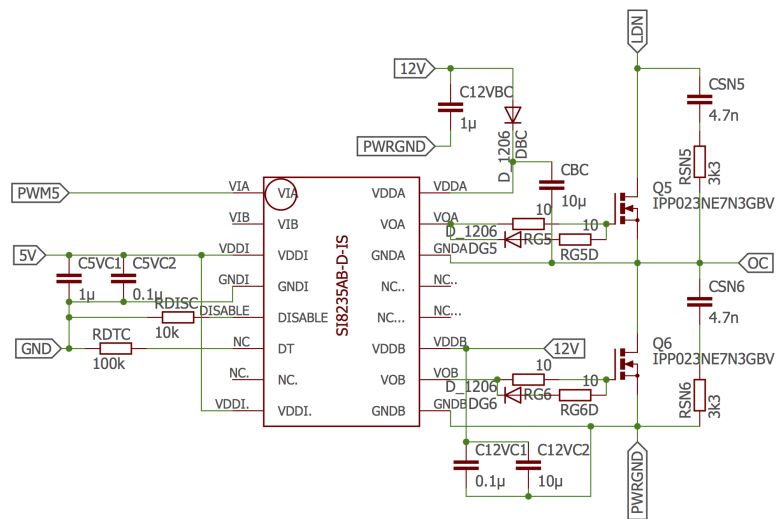 LDN
12V
C12VBC
1µ
PWRGND
D_1206
DBC
CSN5
4.7n
RSN5
3k3
CBC
10µ
Q5
IPP023NE7N3GBV
PWM5
VIA
VIA
VDDA
VDDA
VIB
VIB
VOA
VOA
10
10
D_1206
RG5
DG5
RG5D
5V
VDDI
VDDI
GNDA
GNDA
OC
C5VC1
C5VC2
1µ
0.1µ
GNDI
GNDI
NC..
NC..
CSN6
4.7n
RDISC
10k
DISABLE
DISABLE
NC...
NC...
SI8235AB-D-IS
GND
RDTC
100k
NC
DT
VDDB
VDDB
12V
Q6
IPP023NE7N3GBV
NC.
NC.
VOB
VOB
10
10
D_1206
RG6
DG6
RG6D
RSN6
3k3
VDDI.
VDDI.
GNDB
GNDB
C12VC1
C12VC2
0.1µ
10µ
PWRGND